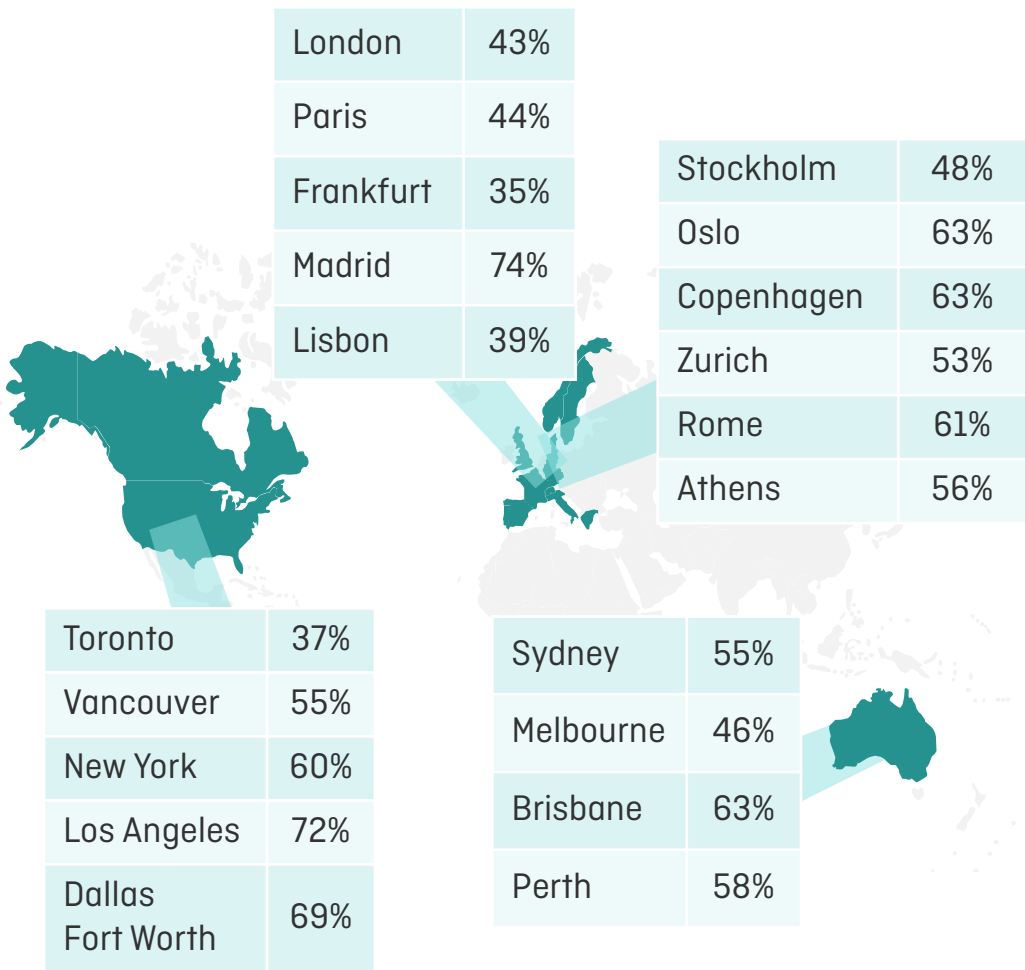 London 43%
Paris 44%
Frankfurt 35%
Madrid 74%
Lisbon 39%
Stockholm 48%
Oslo 63%
Copenhagen 63%
Zurich 53%
Rome 61%
Athens 56%
Toronto 37%
Vancouver 55%
New York 60%
Los Angeles 72%
Dallas
Fort Worth 69%
Sydney 55%
Melbourne 46%
Brisbane 63%
Perth 58%